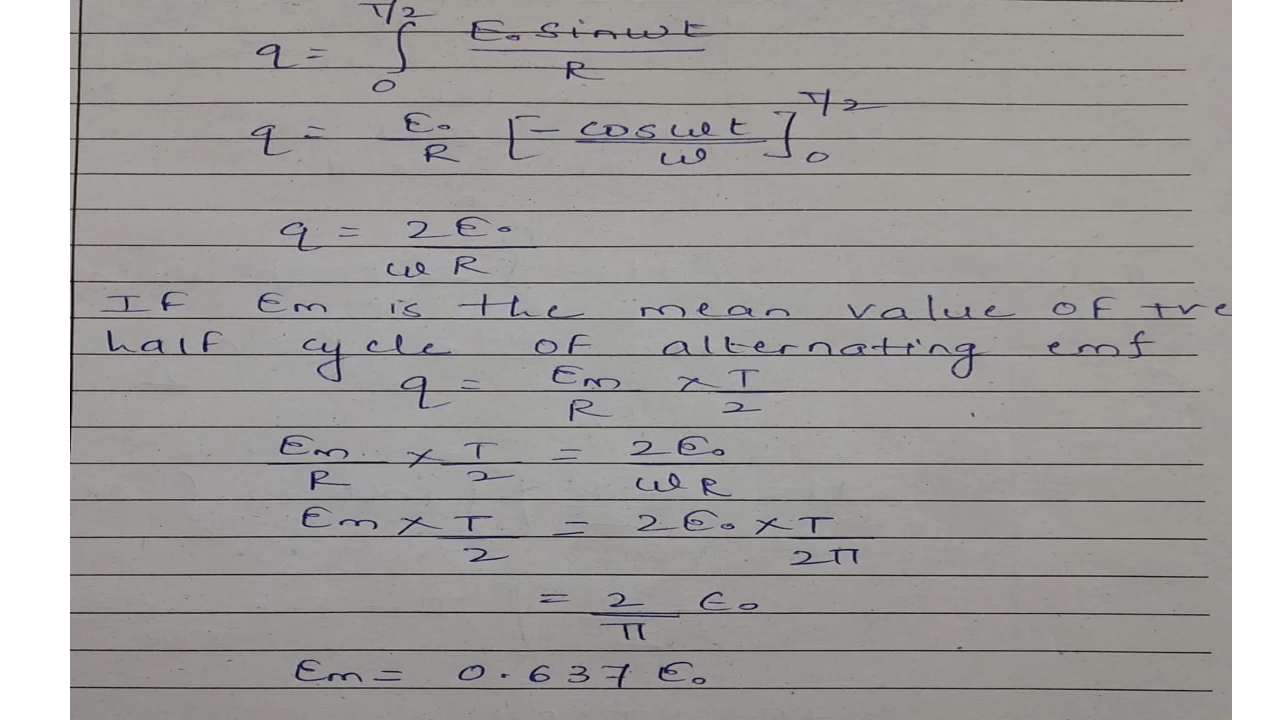 q = ∫₀^T/2 E₀ sinωt / R
q = E₀/R [- cosωt/ω]₀^T/2
q = 2E₀/ωR
If Em is the mean value of +ve
half cycle of alternating emf
q = Em/R × T/2
Em/R × T/2 = 2E₀/ωR
Em × T/2 = 2E₀ × T/2π
= 2/π E₀
Em = 0.637 E₀